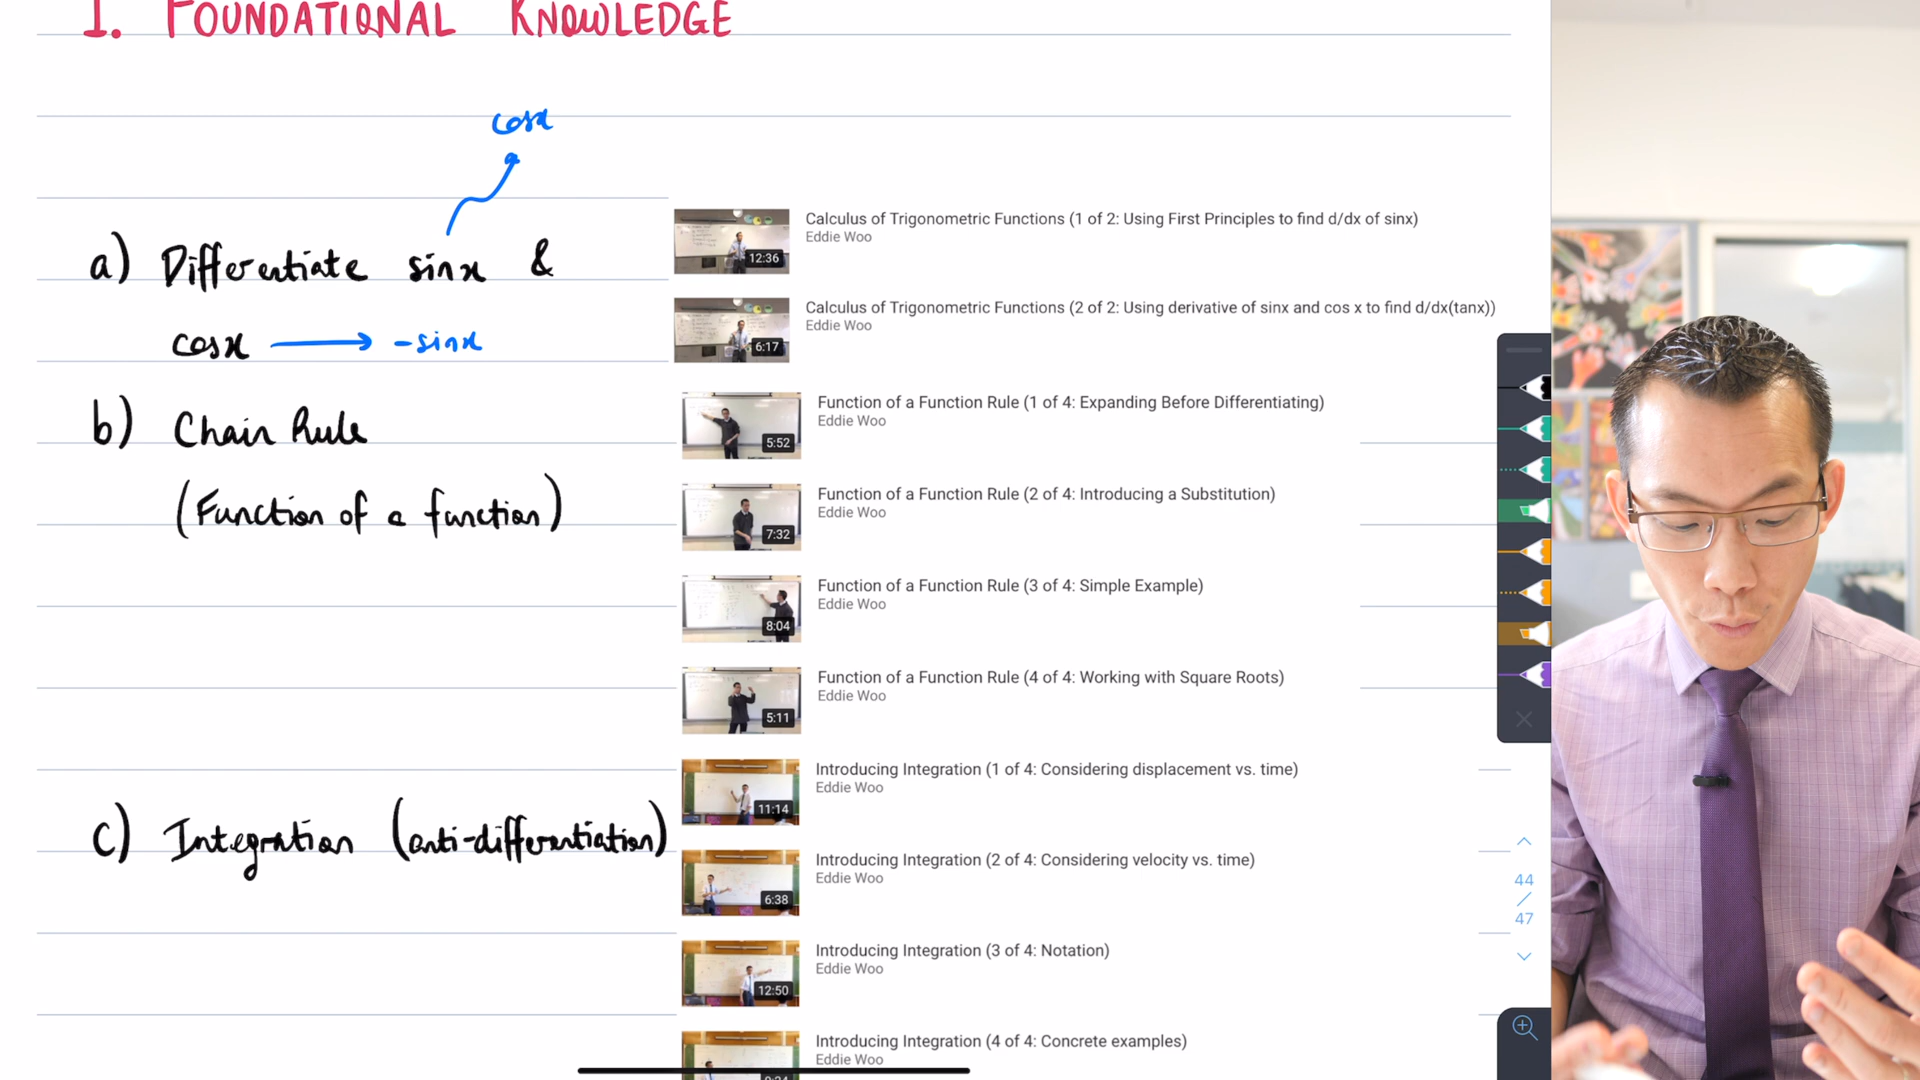 1. FOUNDATIONAL KNOWLEDGE
cosx
a) Differentiate sinx &
cosx → -sinx
b) Chain Rule
(Function of a function)
c) Integration (anti-differentiation)
Calculus of Trigonometric Functions (1 of 2: Using First Principles to find d/dx of sinx)
Eddie Woo
12:36
Calculus of Trigonometric Functions (2 of 2: Using derivative of sinx and cos x to find d/dx(tanx))
Eddie Woo
6:17
Function of a Function Rule (1 of 4: Expanding Before Differentiating)
Eddie Woo
5:52
Function of a Function Rule (2 of 4: Introducing a Substitution)
Eddie Woo
7:32
Function of a Function Rule (3 of 4: Simple Example)
Eddie Woo
8:04
Function of a Function Rule (4 of 4: Working with Square Roots)
Eddie Woo
5:11
Introducing Integration (1 of 4: Considering displacement vs. time)
Eddie Woo
11:14
Introducing Integration (2 of 4: Considering velocity vs. time)
Eddie Woo
6:38
Introducing Integration (3 of 4: Notation)
Eddie Woo
12:50
Introducing Integration (4 of 4: Concrete examples)
Eddie Woo
44
/
47